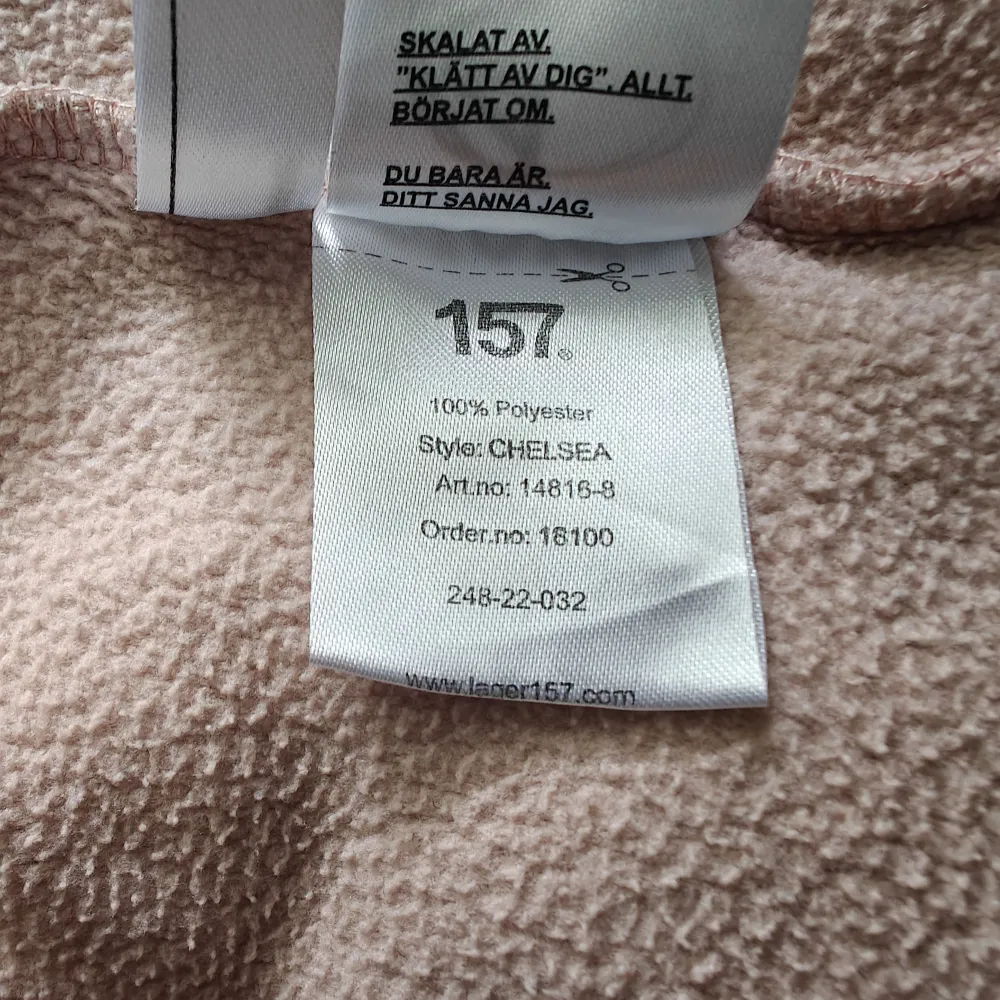 SKALAT AV.
"KLÄTT AV DIG". ALLT.
BÖRJAT OM.
DU BARA ÄR.
DITT SANNA JAG.
157®
100% Polyester
Style: CHELSEA
Art.no: 14816-8
Order.no: 16100
248-22-032
www.lager157.com